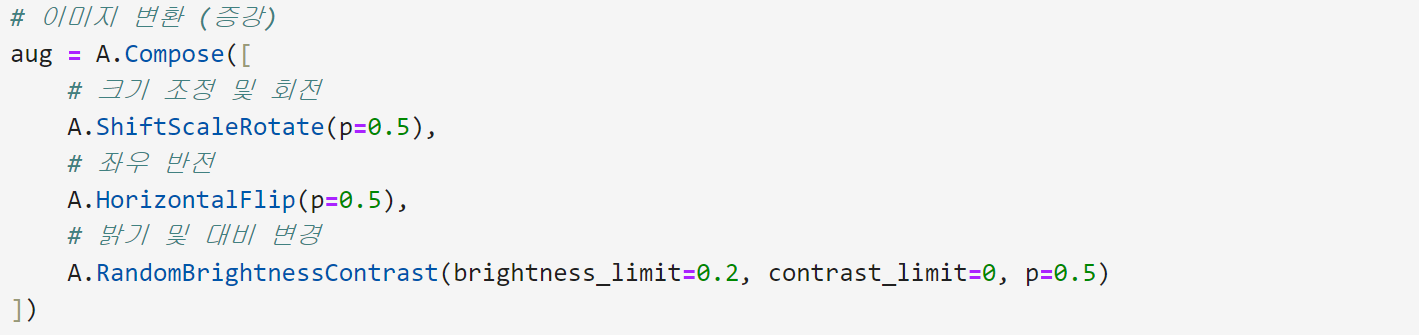 # 이미지 변환 (증강)
aug = A.Compose([
    # 크기 조정 및 회전
    A.ShiftScaleRotate(p=0.5),
    # 좌우 반전
    A.HorizontalFlip(p=0.5),
    # 밝기 및 대비 변경
    A.RandomBrightnessContrast(brightness_limit=0.2, contrast_limit=0, p=0.5)
])